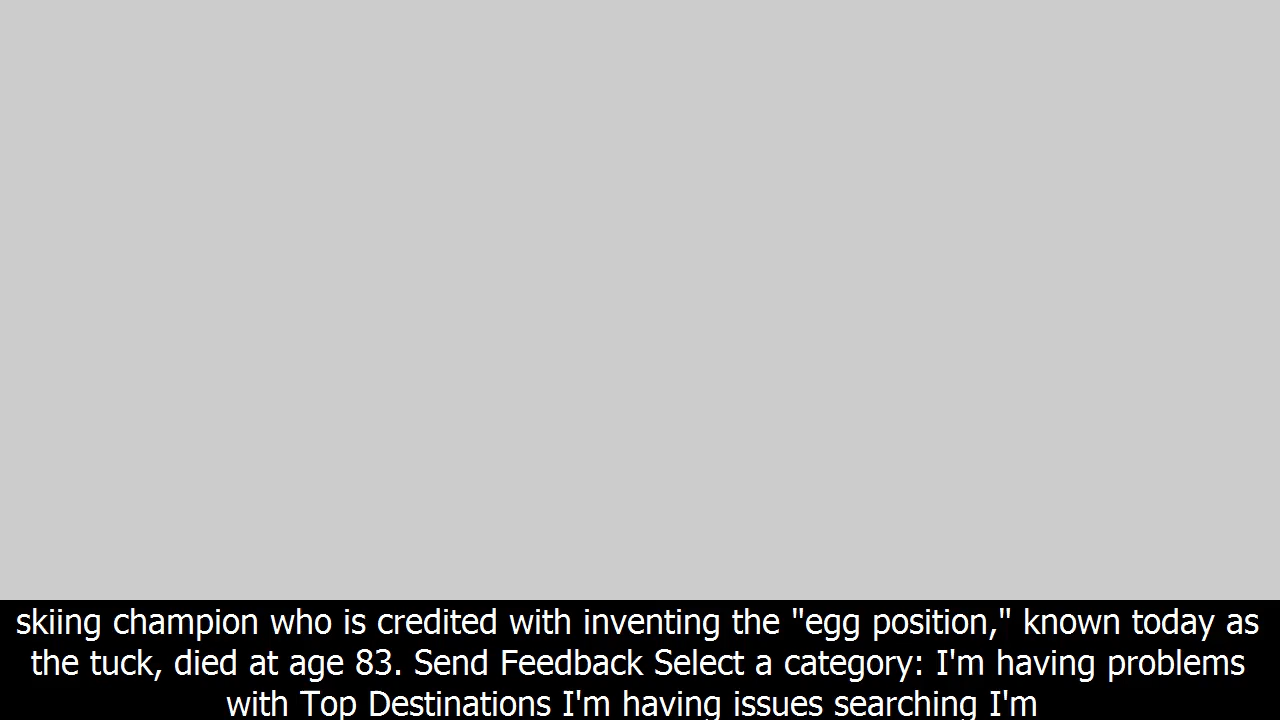 skiing champion who is credited with inventing the "egg position," known today as
the tuck, died at age 83. Send Feedback Select a category: I'm having problems
with Top Destinations I'm having issues searching I'm